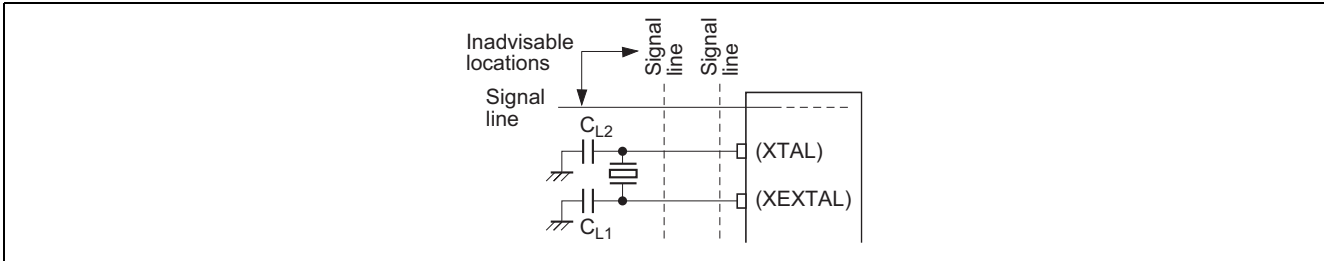 Inadvisable
locations
Signal
line
Signal
line
Signal
line
CL2
(XTAL)
(XEXTAL)
CL1